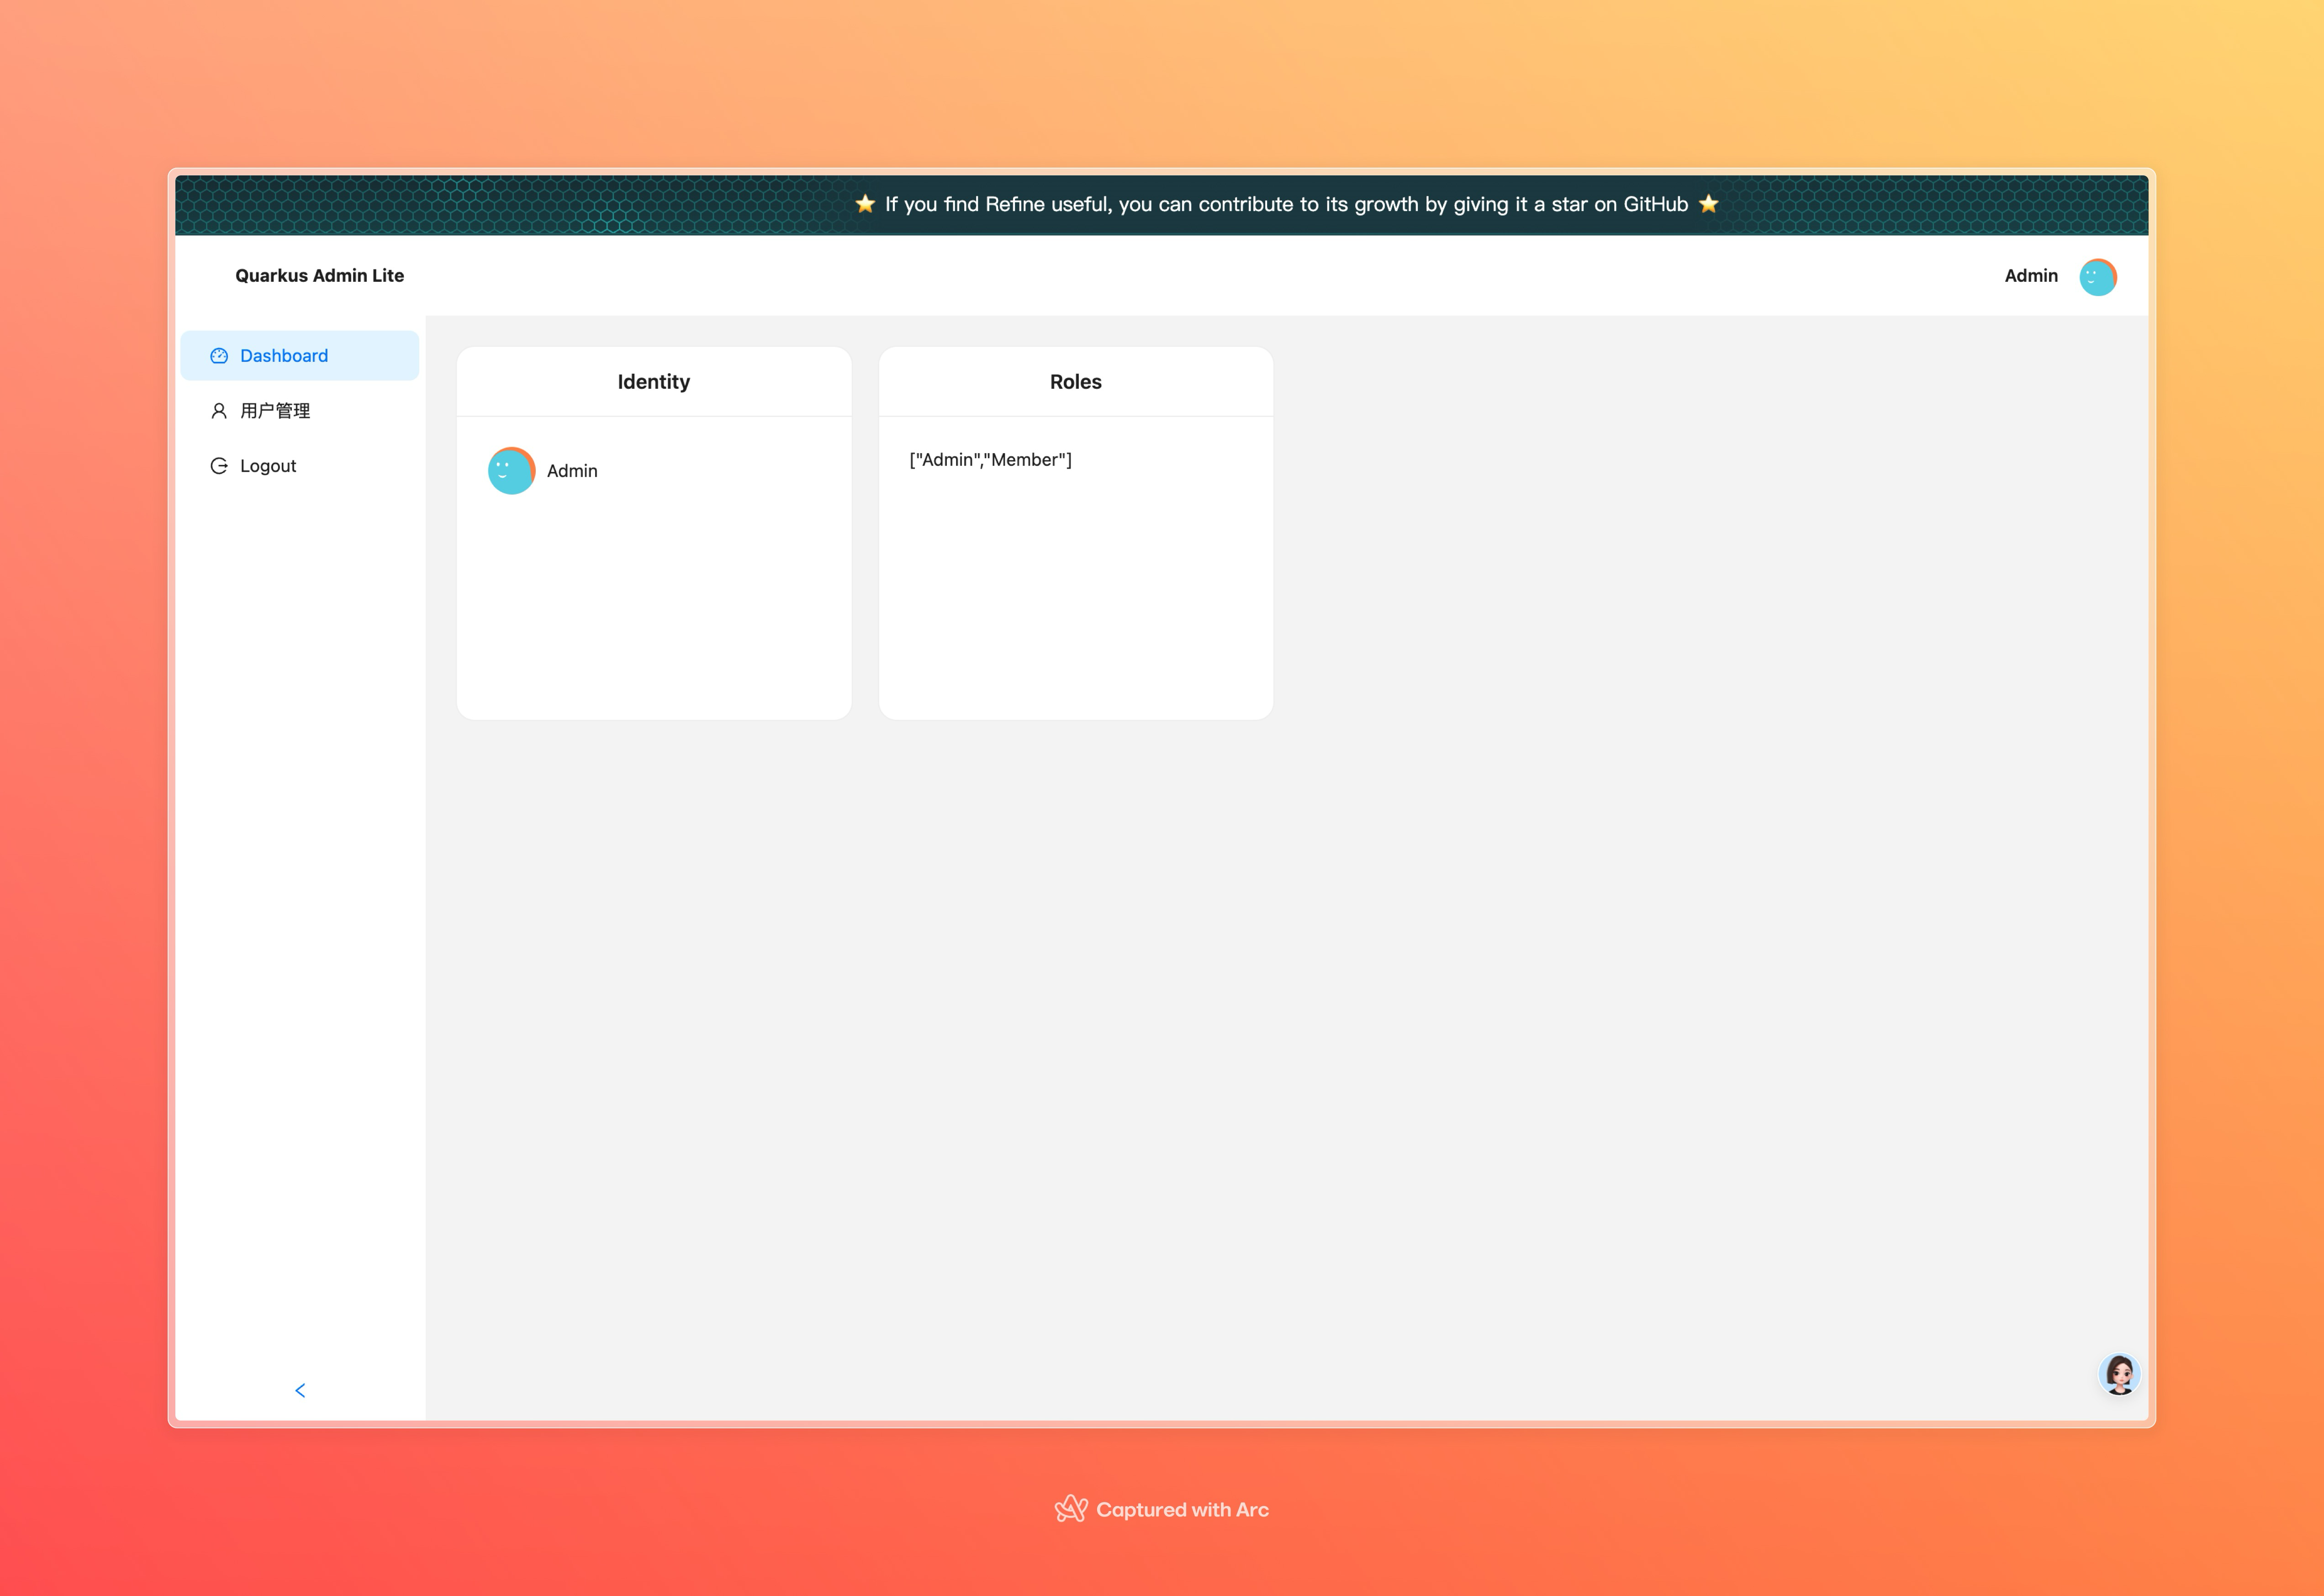 ⭐ If you find Refine useful, you can contribute to its growth by giving it a star on GitHub ⭐
Quarkus Admin Lite
Admin
Dashboard
用户管理
Logout
Identity
Admin
Roles
["Admin","Member"]
Captured with Arc